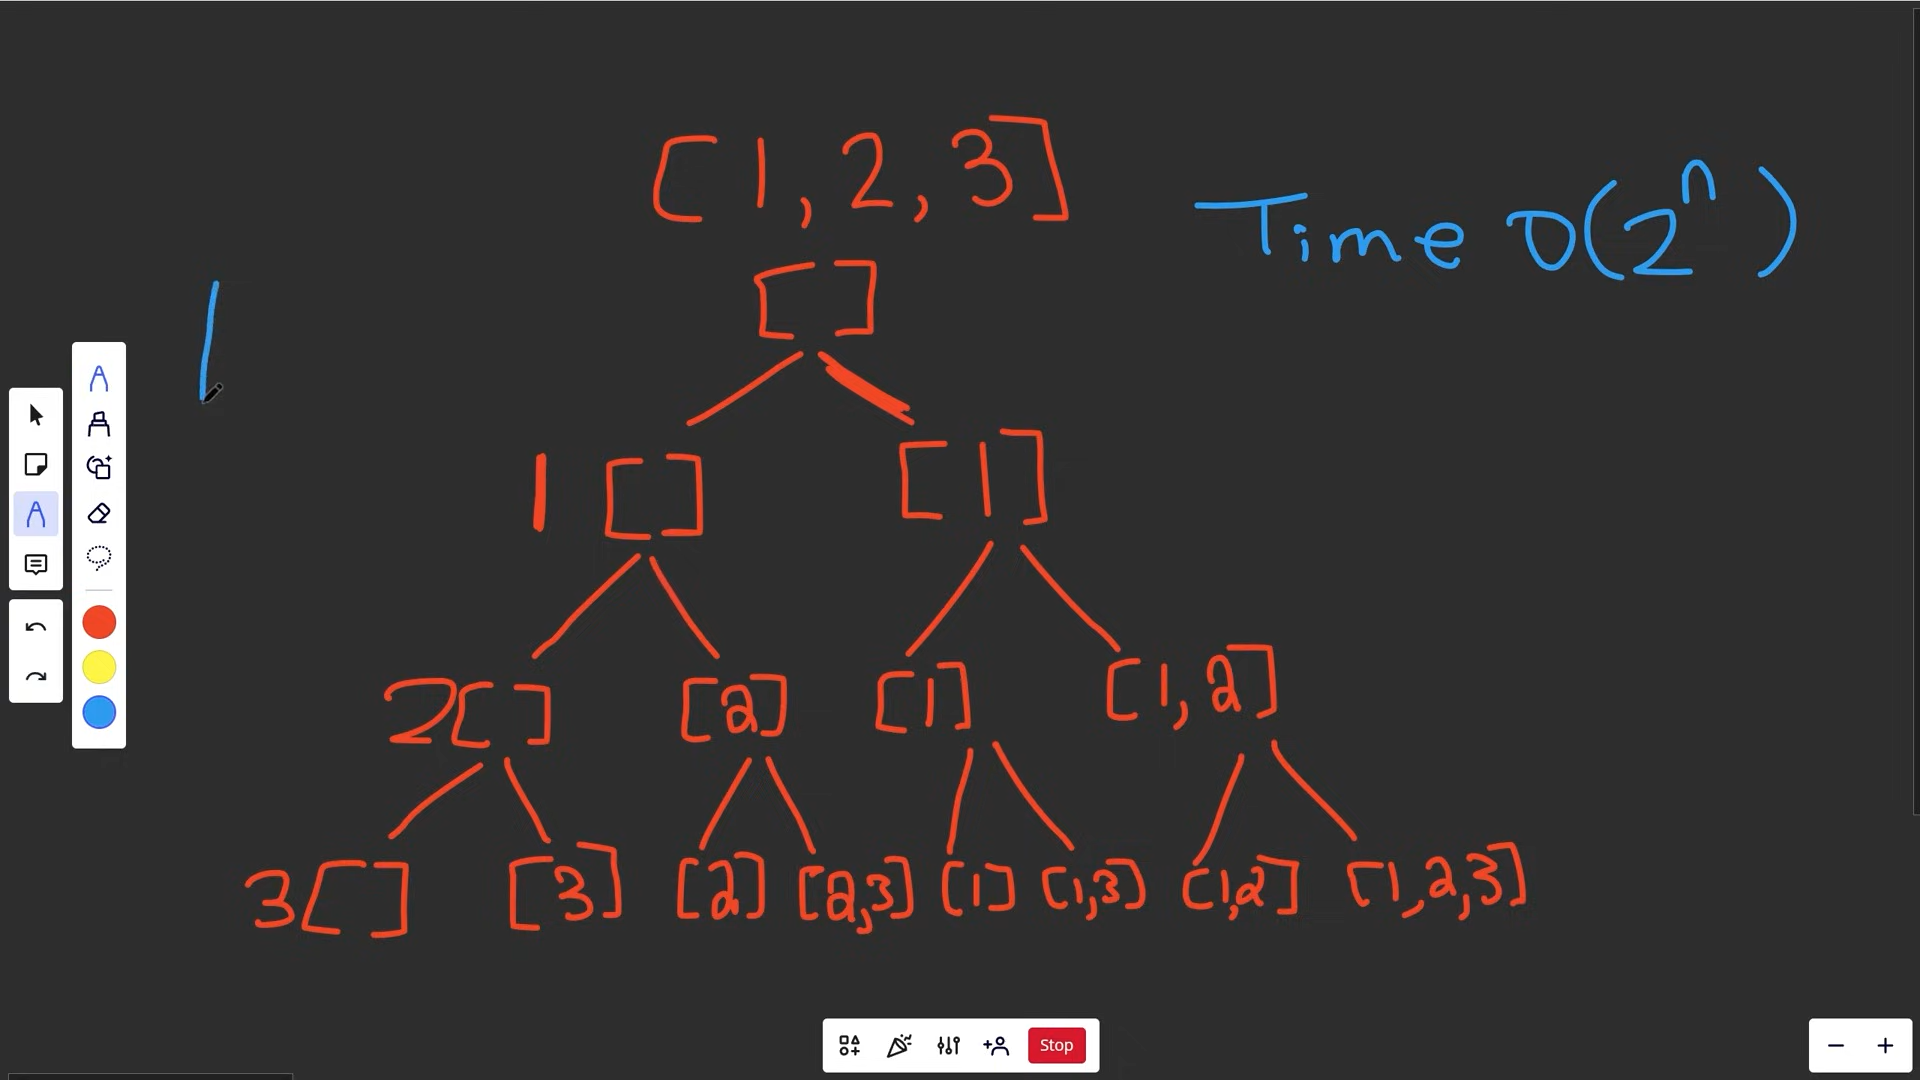 [1,2,3]
Time O(2^n)
[]
1 [] [1]
2[] [2] [1] [1,2]
3[] [3] [2] [2,3] [1] [1,3] [1,2] [1,2,3]
Stop